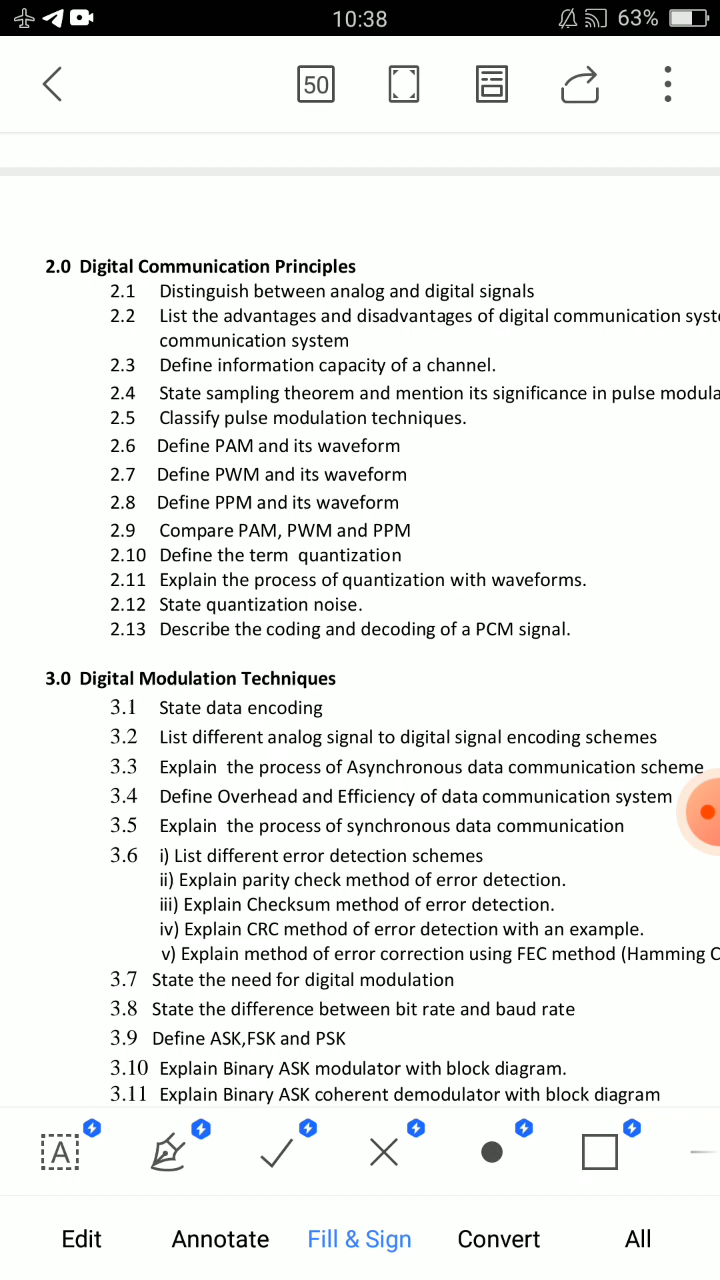 10:38
63%
50
2.0 Digital Communication Principles
2.1 Distinguish between analog and digital signals
2.2 List the advantages and disadvantages of digital communication
communication system
2.3 Define information capacity of a channel.
2.4 State sampling theorem and mention its significance in pulse
2.5 Classify pulse modulation techniques.
2.6 Define PAM and its waveform
2.7 Define PWM and its waveform
2.8 Define PPM and its waveform
2.9 Compare PAM, PWM and PPM
2.10 Define the term quantization
2.11 Explain the process of quantization with waveforms.
2.12 State quantization noise.
2.13 Describe the coding and decoding of a PCM signal.
3.0 Digital Modulation Techniques
3.1 State data encoding
3.2 List different analog signal to digital signal encoding schemes
3.3 Explain the process of Asynchronous data communication scheme
3.4 Define Overhead and Efficiency of data communication system
3.5 Explain the process of synchronous data communication
3.6 i) List different error detection schemes
ii) Explain parity check method of error detection.
iii) Explain Checksum method of error detection.
iv) Explain CRC method of error detection with an example.
v) Explain method of error correction using FEC method (Hamming
3.7 State the need for digital modulation
3.8 State the difference between bit rate and baud rate
3.9 Define ASK,FSK and PSK
3.10 Explain Binary ASK modulator with block diagram.
3.11 Explain Binary ASK coherent demodulator with block diagram
A
Edit Annotate Fill & Sign Convert All